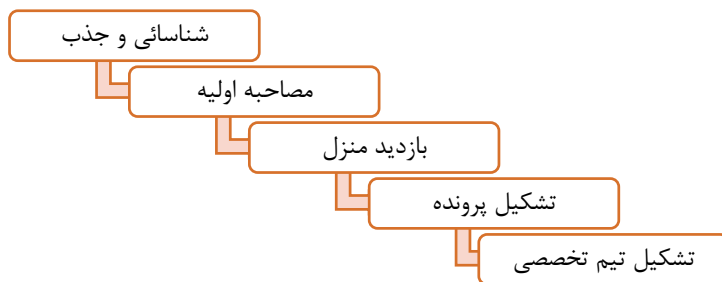 شناسائی و جذب
مصاحبه اولیه
بازدید منزل
تشکیل پرونده
تشکیل تیم تخصصی